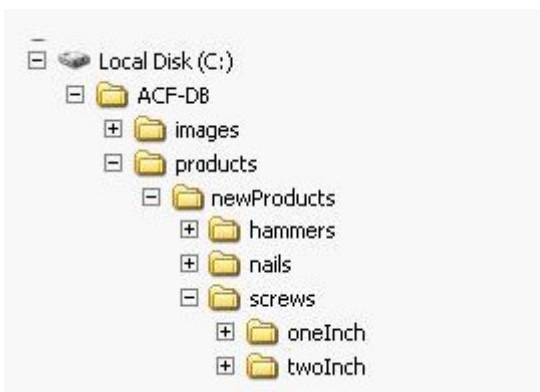 Local Disk (C:)
ACF-DB
images
products
newProducts
hammers
nails
screws
oneInch
twoInch